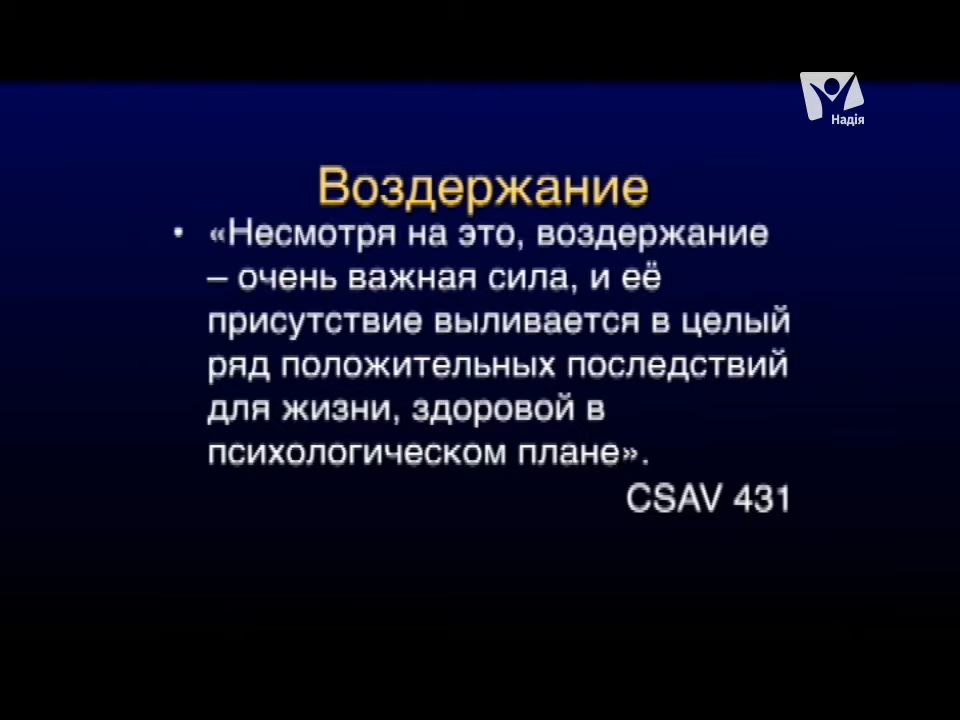 Надія
Воздержание
• «Несмотря на это, воздержание
– очень важная сила, и её
присутствие выливается в целый
ряд положительных последствий
для жизни, здоровой в
психологическом плане».
CSAV 431